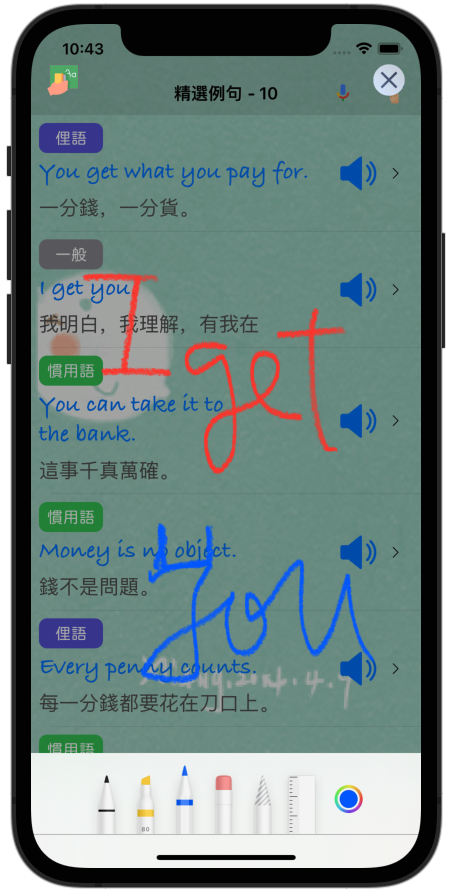 10:43
Aa
精選例句 - 10
俚語
You get what you pay for.
一分錢，一分貨。
一般
I get you
我明白，我理解，有我在
慣用語
You can take it to
the bank.
這事千真萬確。
慣用語
Money is no object.
錢不是問題。
俚語
Every penny counts.
每一分錢都要花在刀口上。
慣用語
I get
you
80